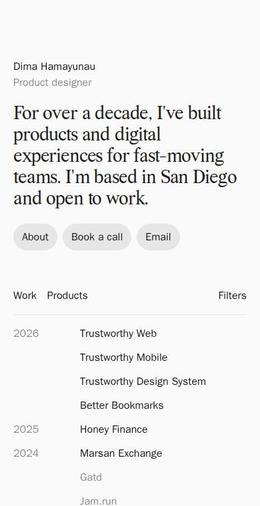 Dima Hamayunau
Product designer
For over a decade, I've built
products and digital
experiences for fast-moving
teams. I'm based in San Diego
and open to work.
About Book a call Email
Work Products Filters
2026 Trustworthy Web
Trustworthy Mobile
Trustworthy Design System
Better Bookmarks
2025 Honey Finance
2024 Marsan Exchange
Gatd
Jam.run